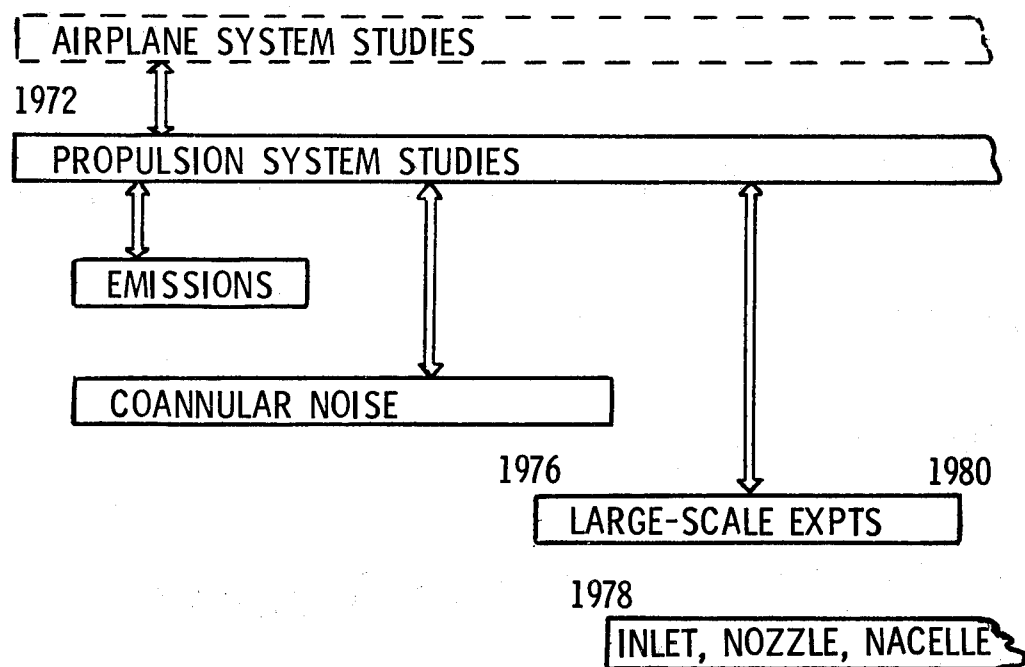 AIRPLANE SYSTEM STUDIES
1972
PROPULSION SYSTEM STUDIES
EMISSIONS
COANNULAR NOISE
1976
1980
LARGE-SCALE EXPTS
1978
INLET, NOZZLE, NACELLE